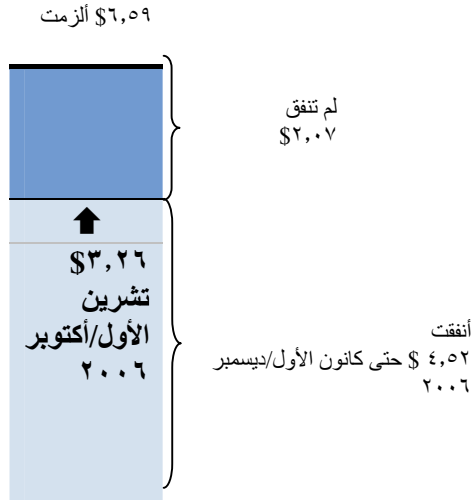 $٦,٥٩ ألزمت
لم تنفق
$٢,٠٧
$٣,٢٦
تشرين
الأول/أكتوبر
٢٠٠٦
أنفقت
٤,٥٢ $ حتى كانون الأول/ديسمبر
٢٠٠٦